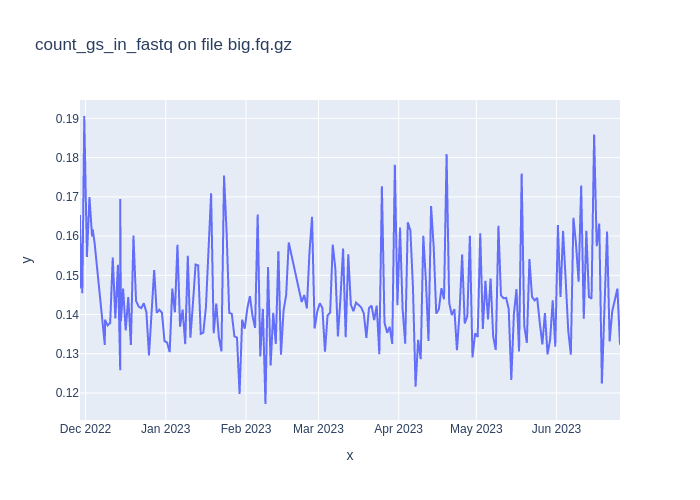 count_gs_in_fastq on file big.fq.gz
0.19
0.18
0.17
0.16
0.15
0.14
0.13
0.12
y
Dec 2022 Jan 2023 Feb 2023 Mar 2023 Apr 2023 May 2023 Jun 2023
x